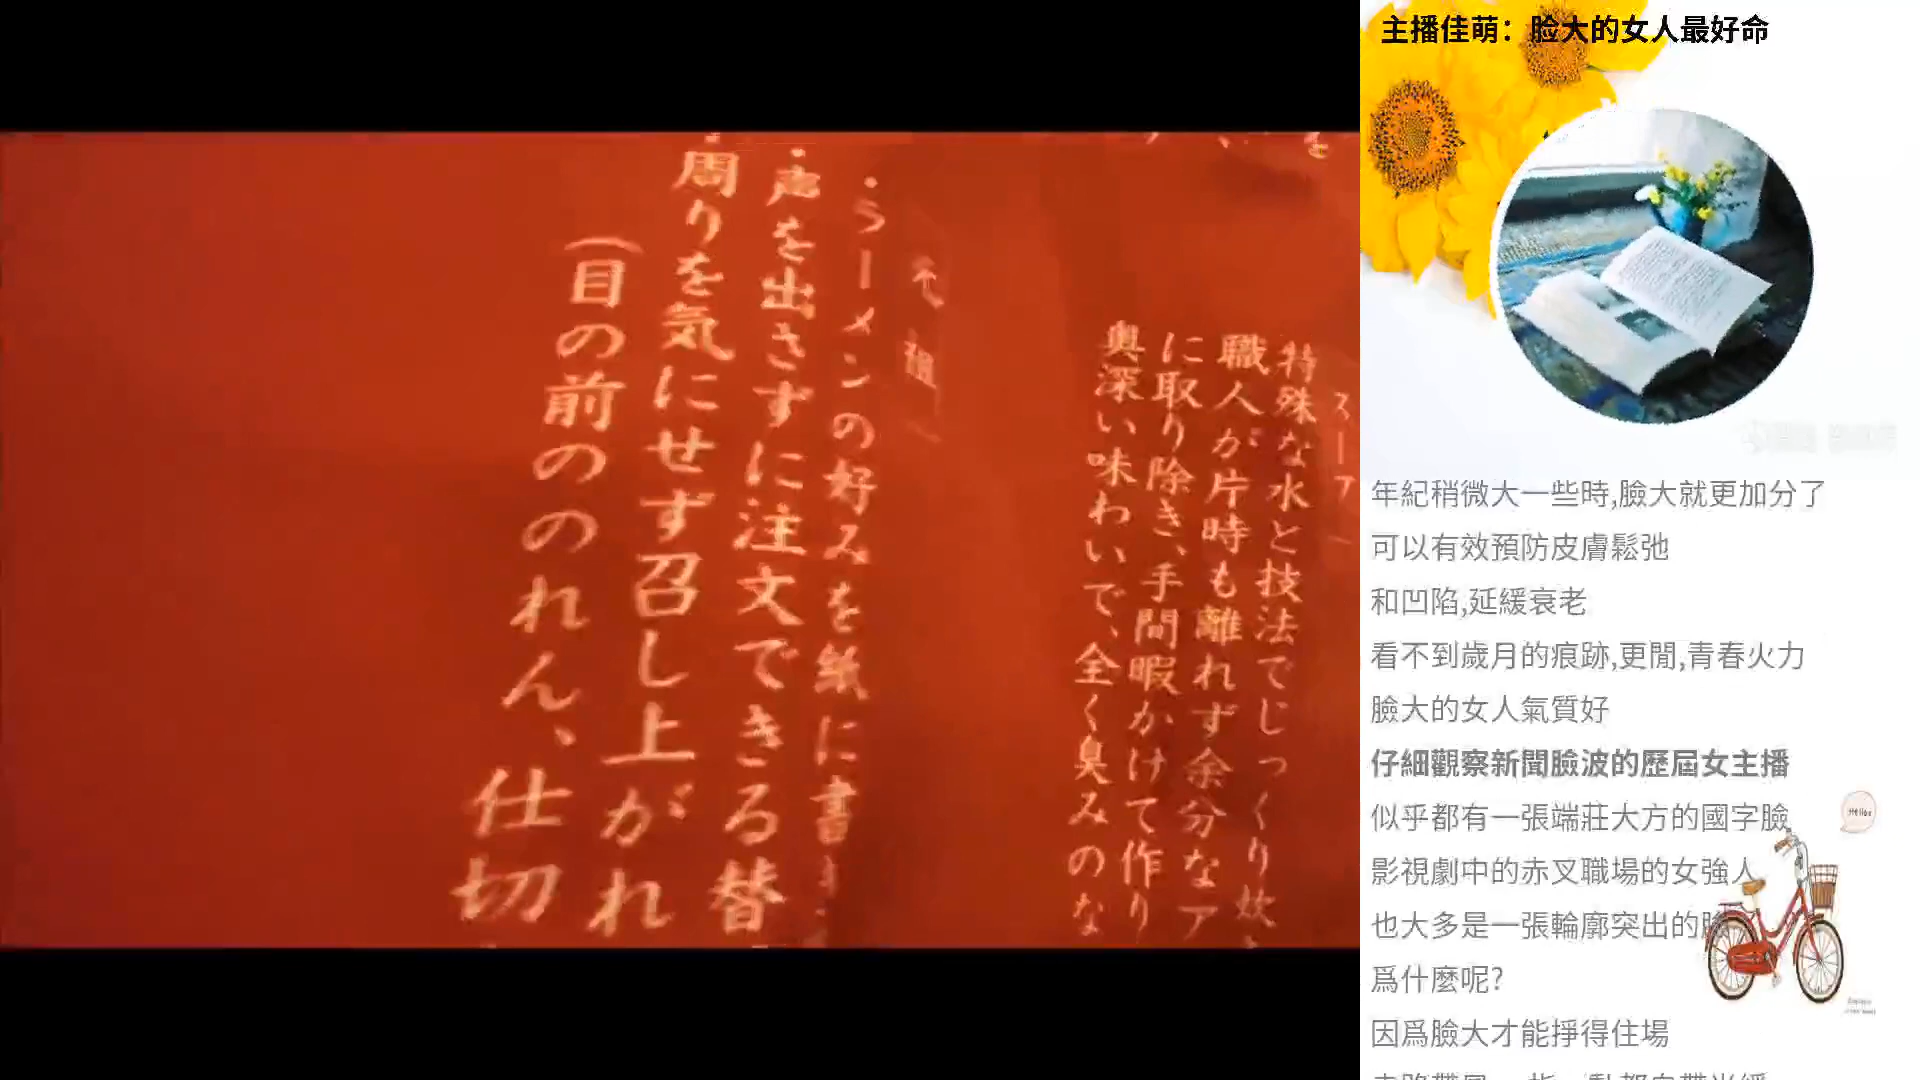 主播佳萌：脸大的女人最好命
スープ
特殊な水と技法でじっくり炊
職人が片時も離れず余分なア
に取り除き、手間暇かけて作り
奥深い味わいで、全く臭みのな
元祖
・らーメンの好みを紙に書
・声を出さずに注文できる替
・周りを気にせず召し上がれ
（目の前ののれん、仕切
年紀稍微大一些時,臉大就更加分了
可以有效預防皮膚鬆弛
和凹陷,延緩衰老
看不到歲月的痕跡,更閒,青春火力
臉大的女人氣質好
仔細觀察新聞臉波的歷屆女主播
似乎都有一張端莊大方的國字臉
影視劇中的赤叉職場的女強人
也大多是一張輪廓突出的臉
爲什麼呢?
因爲臉大才能掙得住場